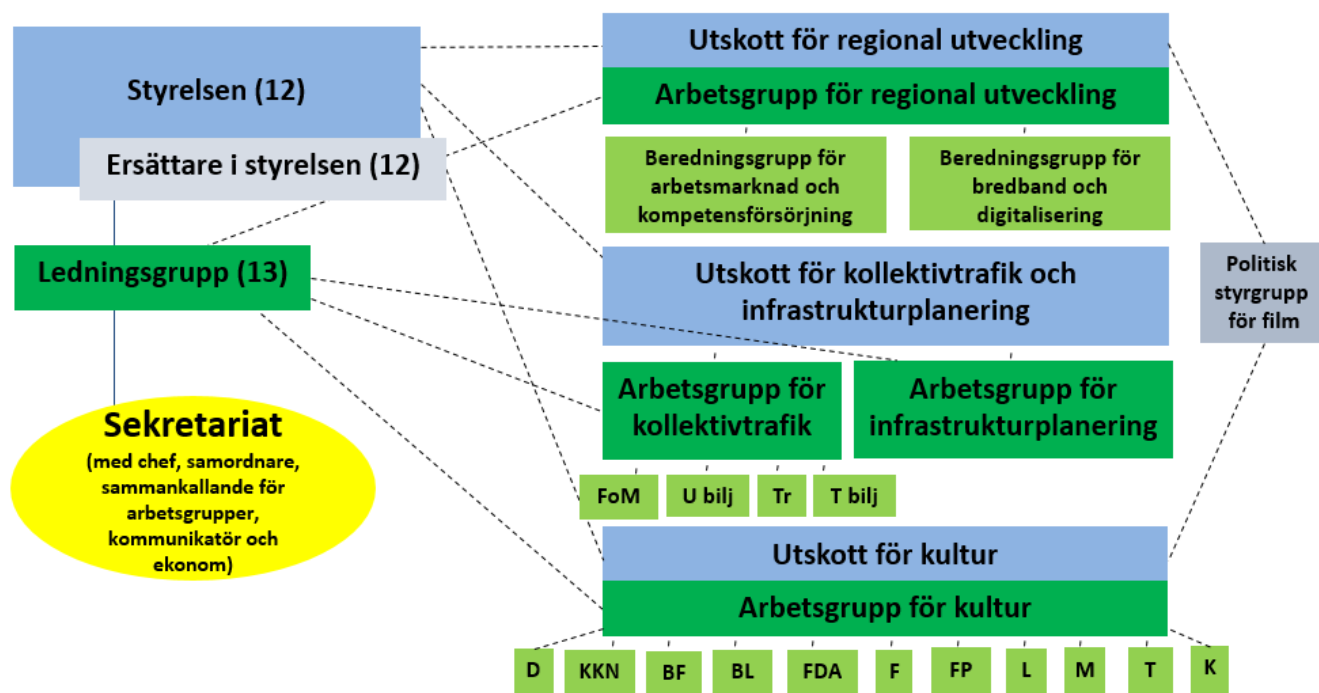 Styrelsen (12)
Ersättare i styrelsen (12)
Ledningsgrupp (13)
Sekretariat
(med chef, samordnare,
sammankallande för
arbetsgrupper,
kommunikatör och
ekonom)
Utskott för regional utveckling
Arbetsgrupp för regional utveckling
Beredningsgrupp för
arbetsmarknad och
kompetensförsörjning
Beredningsgrupp för
bredband och
digitalisering
Utskott för kollektivtrafik och
infrastrukturplanering
Arbetsgrupp för
kollektivtrafik
Arbetsgrupp för
infrastrukturplanering
FoM
U bilj
Tr
T bilj
Utskott för kultur
Arbetsgrupp för kultur
D
KKN
BF
BL
FDA
F
FP
L
M
T
K
Politisk
styrgrupp
för film